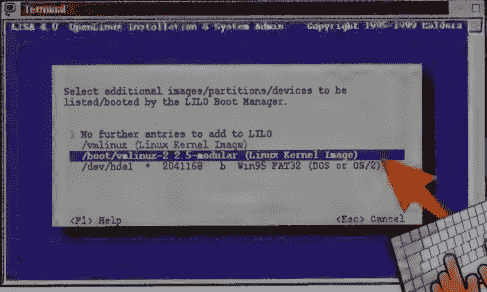 Terminal
LISA 4.0 OpenLinux Installation & System Admin Copyright 1995-1999 Caldera
Select additional images/partitions/devices to be
listed/booted by the LILO Boot Manager.
No further entries to add to LILO
/vmlinuz (Linux Kernel Image)
/boot/vmlinuz-2.2.5-modular (Linux Kernel Image)
/dev/hda1 * 2041168 b Win95 FAT32 (DOS or OS/2)
<F1> Help <Esc> Cancel